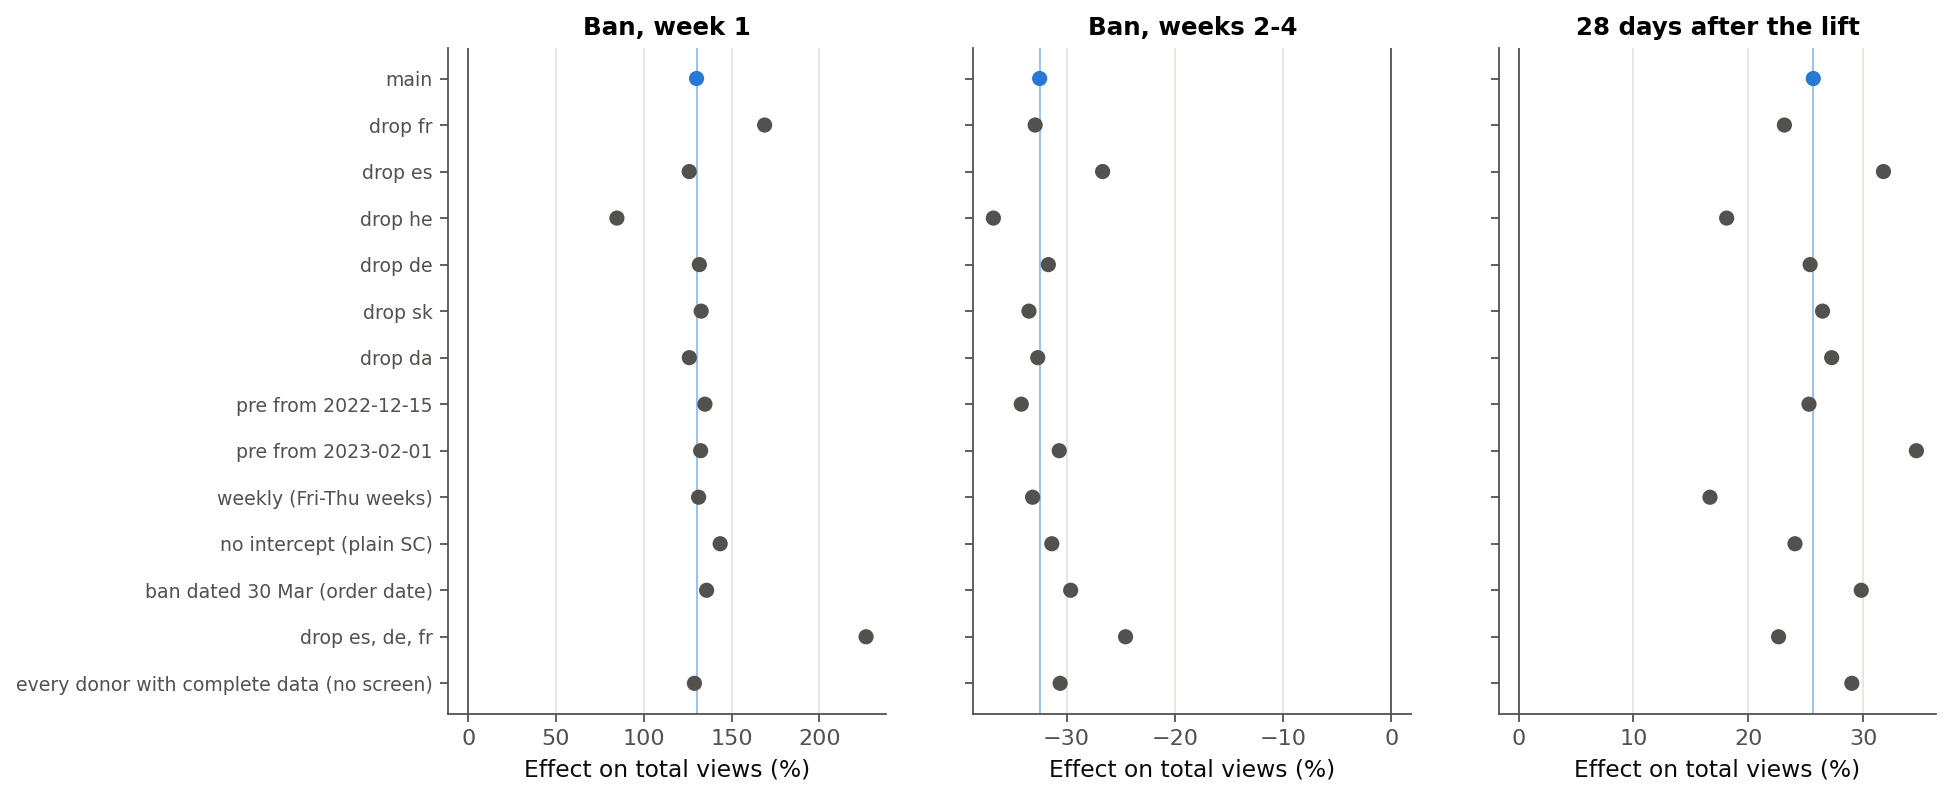 Ban, week 1
Ban, weeks 2-4
28 days after the lift
main
drop fr
drop es
drop he
drop de
drop sk
drop da
pre from 2022-12-15
pre from 2023-02-01
weekly (Fri-Thu weeks)
no intercept (plain SC)
ban dated 30 Mar (order date)
drop es, de, fr
every donor with complete data (no screen)
0 50 100 150 200
−30 −20 −10 0
0 10 20 30
Effect on total views (%)
Effect on total views (%)
Effect on total views (%)